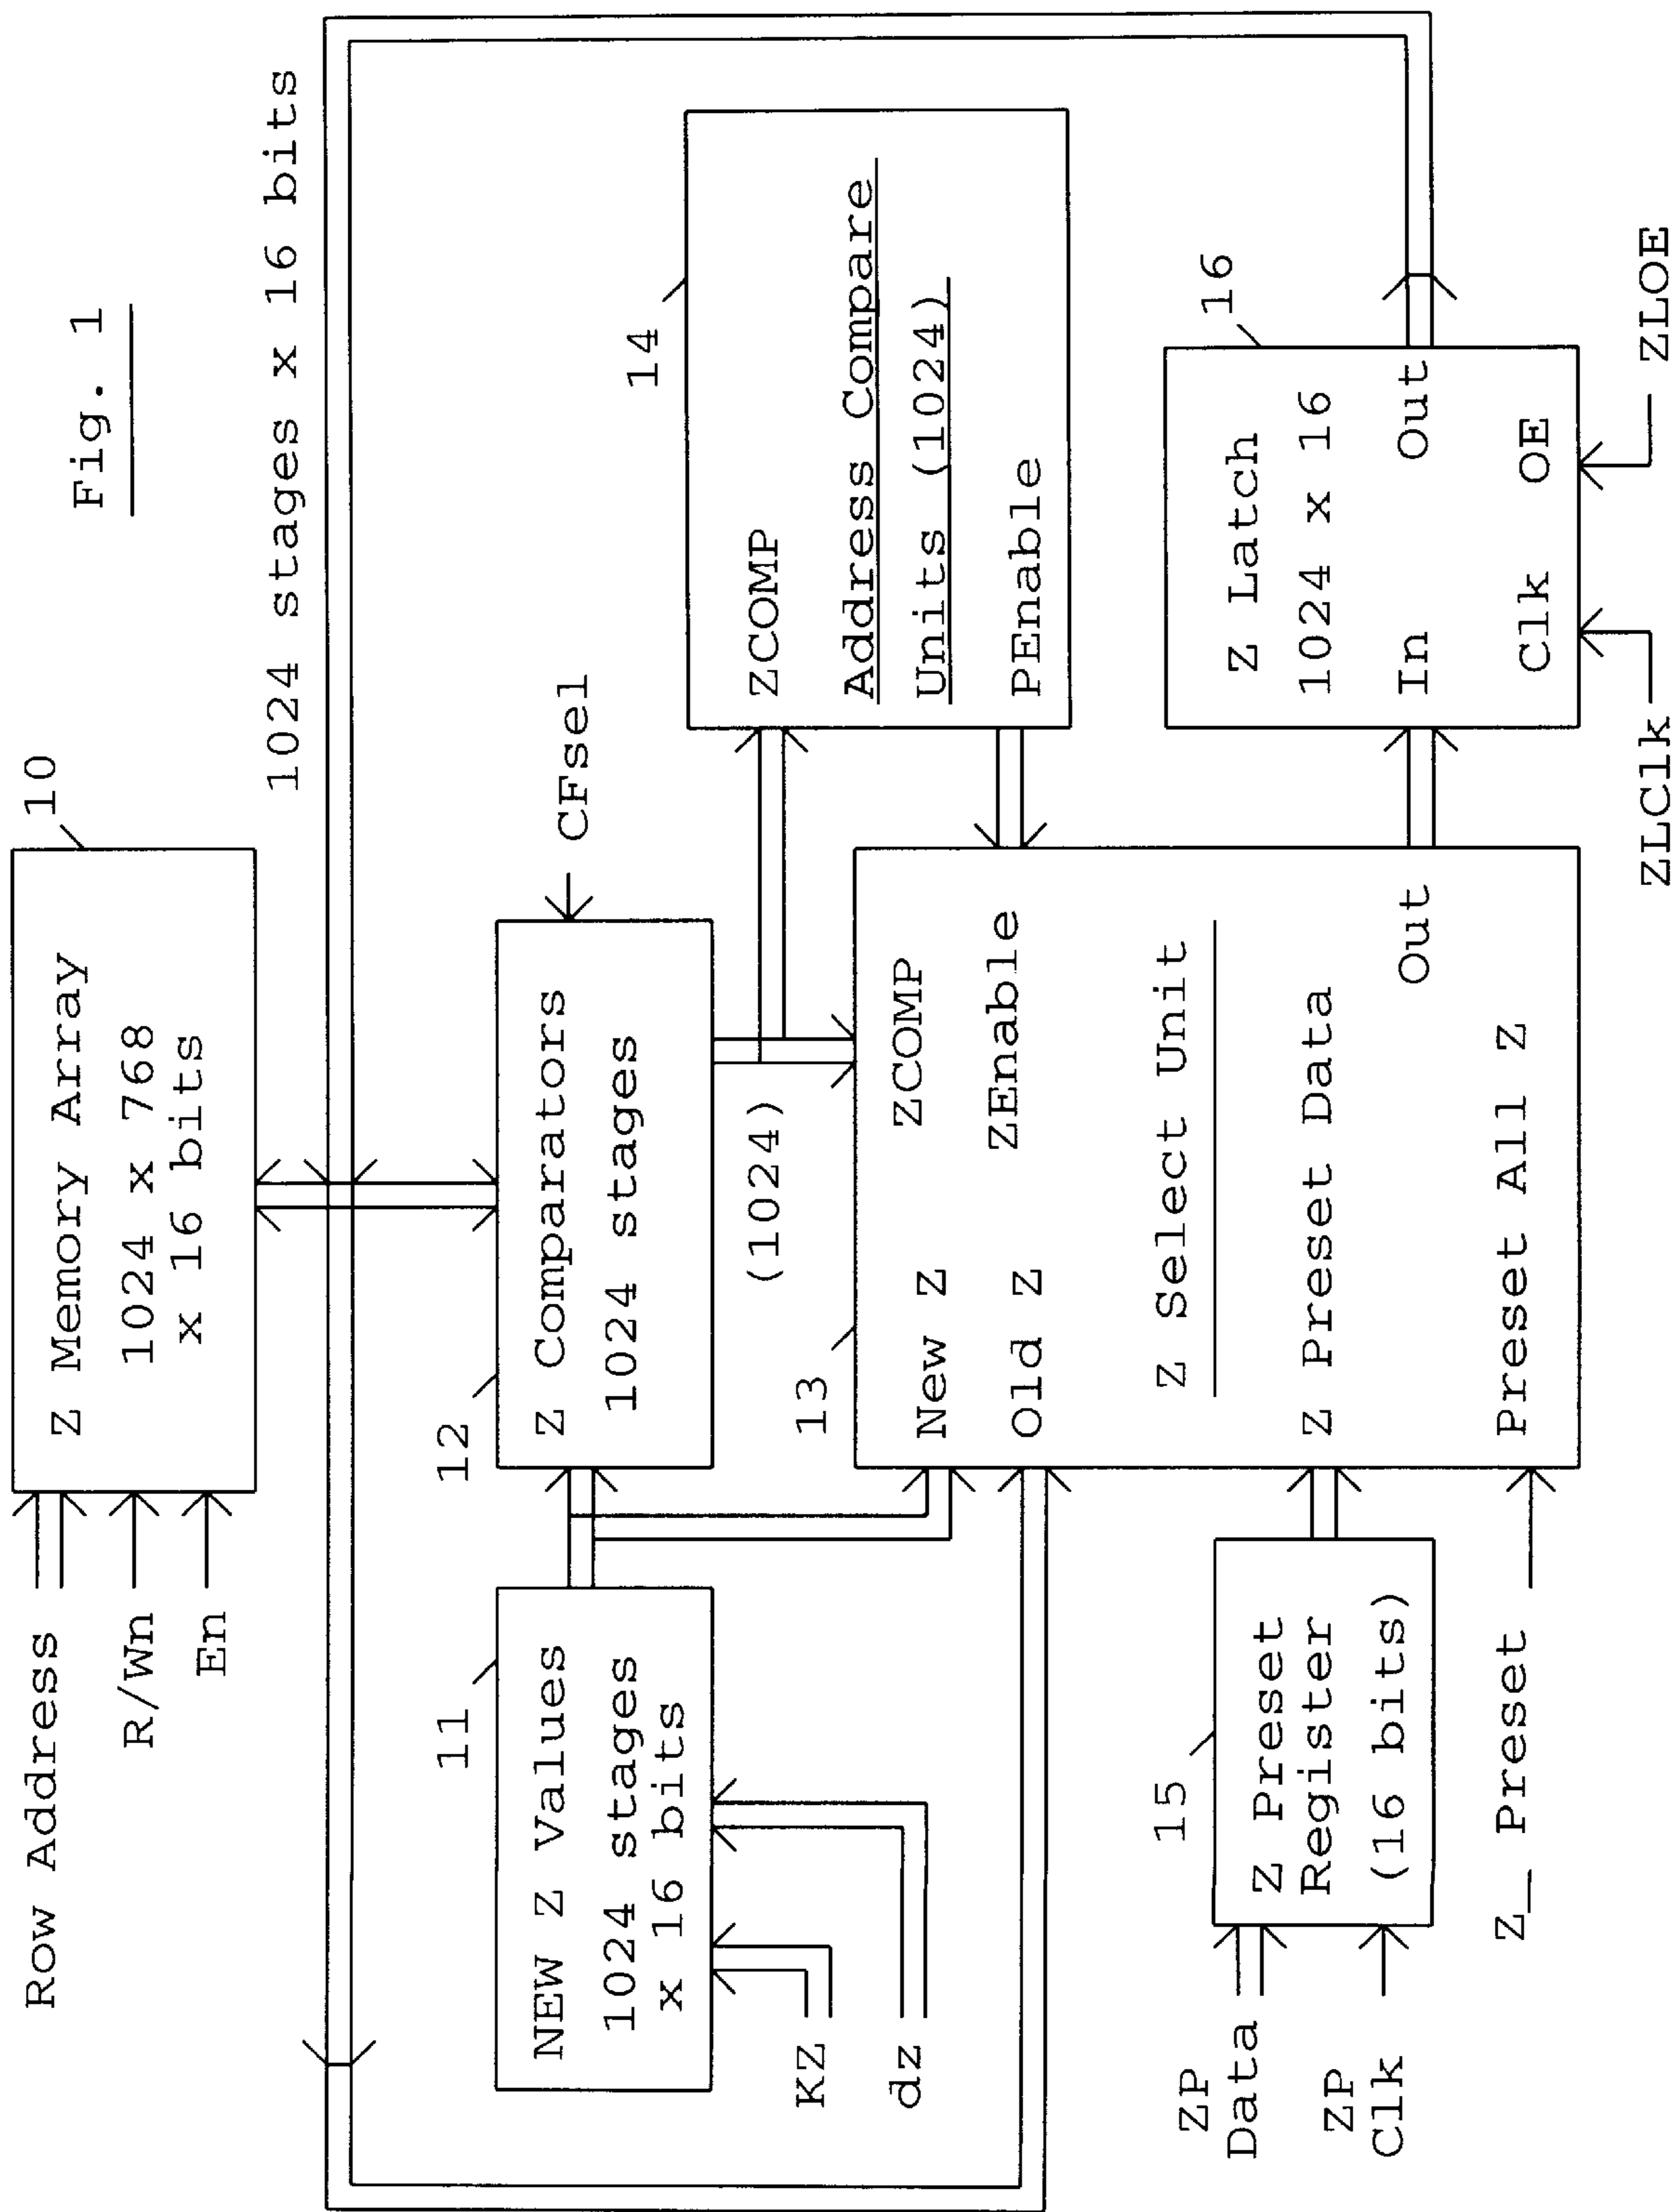 Fig. 1
Row Address
R/Wn
En
10
Z Memory Array
1024 x 768
x 16 bits
1024 stages x 16 bits
11
NEW Z Values
1024 stages
x 16 bits
KZ
dz
12
Z Comparators
1024 stages
CFsel
(1024)
14
ZCOMP
Address Compare
Units (1024)
PEnable
13
New Z
Old Z
ZCOMP
ZEnable
Z Select Unit
Z Preset Data
Out
Preset All Z
15
Z Preset
Register
(16 bits)
ZP
Data
ZP
Clk
Z_ Preset
16
Z Latch
1024 x 16
In
Out
Clk
OE
ZLClk
ZLOE